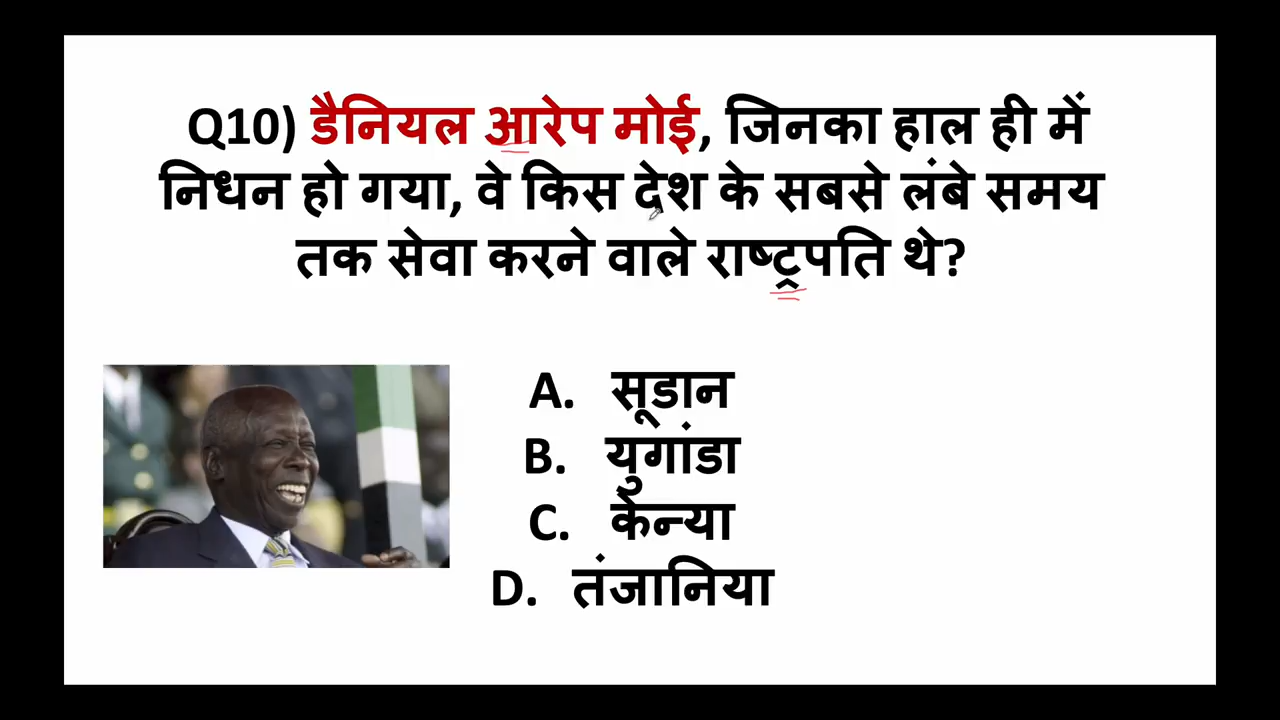 Q10) डैनियल आरेप मोई, जिनका हाल ही में
निधन हो गया, वे किस देश के सबसे लंबे समय
तक सेवा करने वाले राष्ट्रपति थे?
A. सूडान
B. युगांडा
C. केन्या
D. तंजानिया